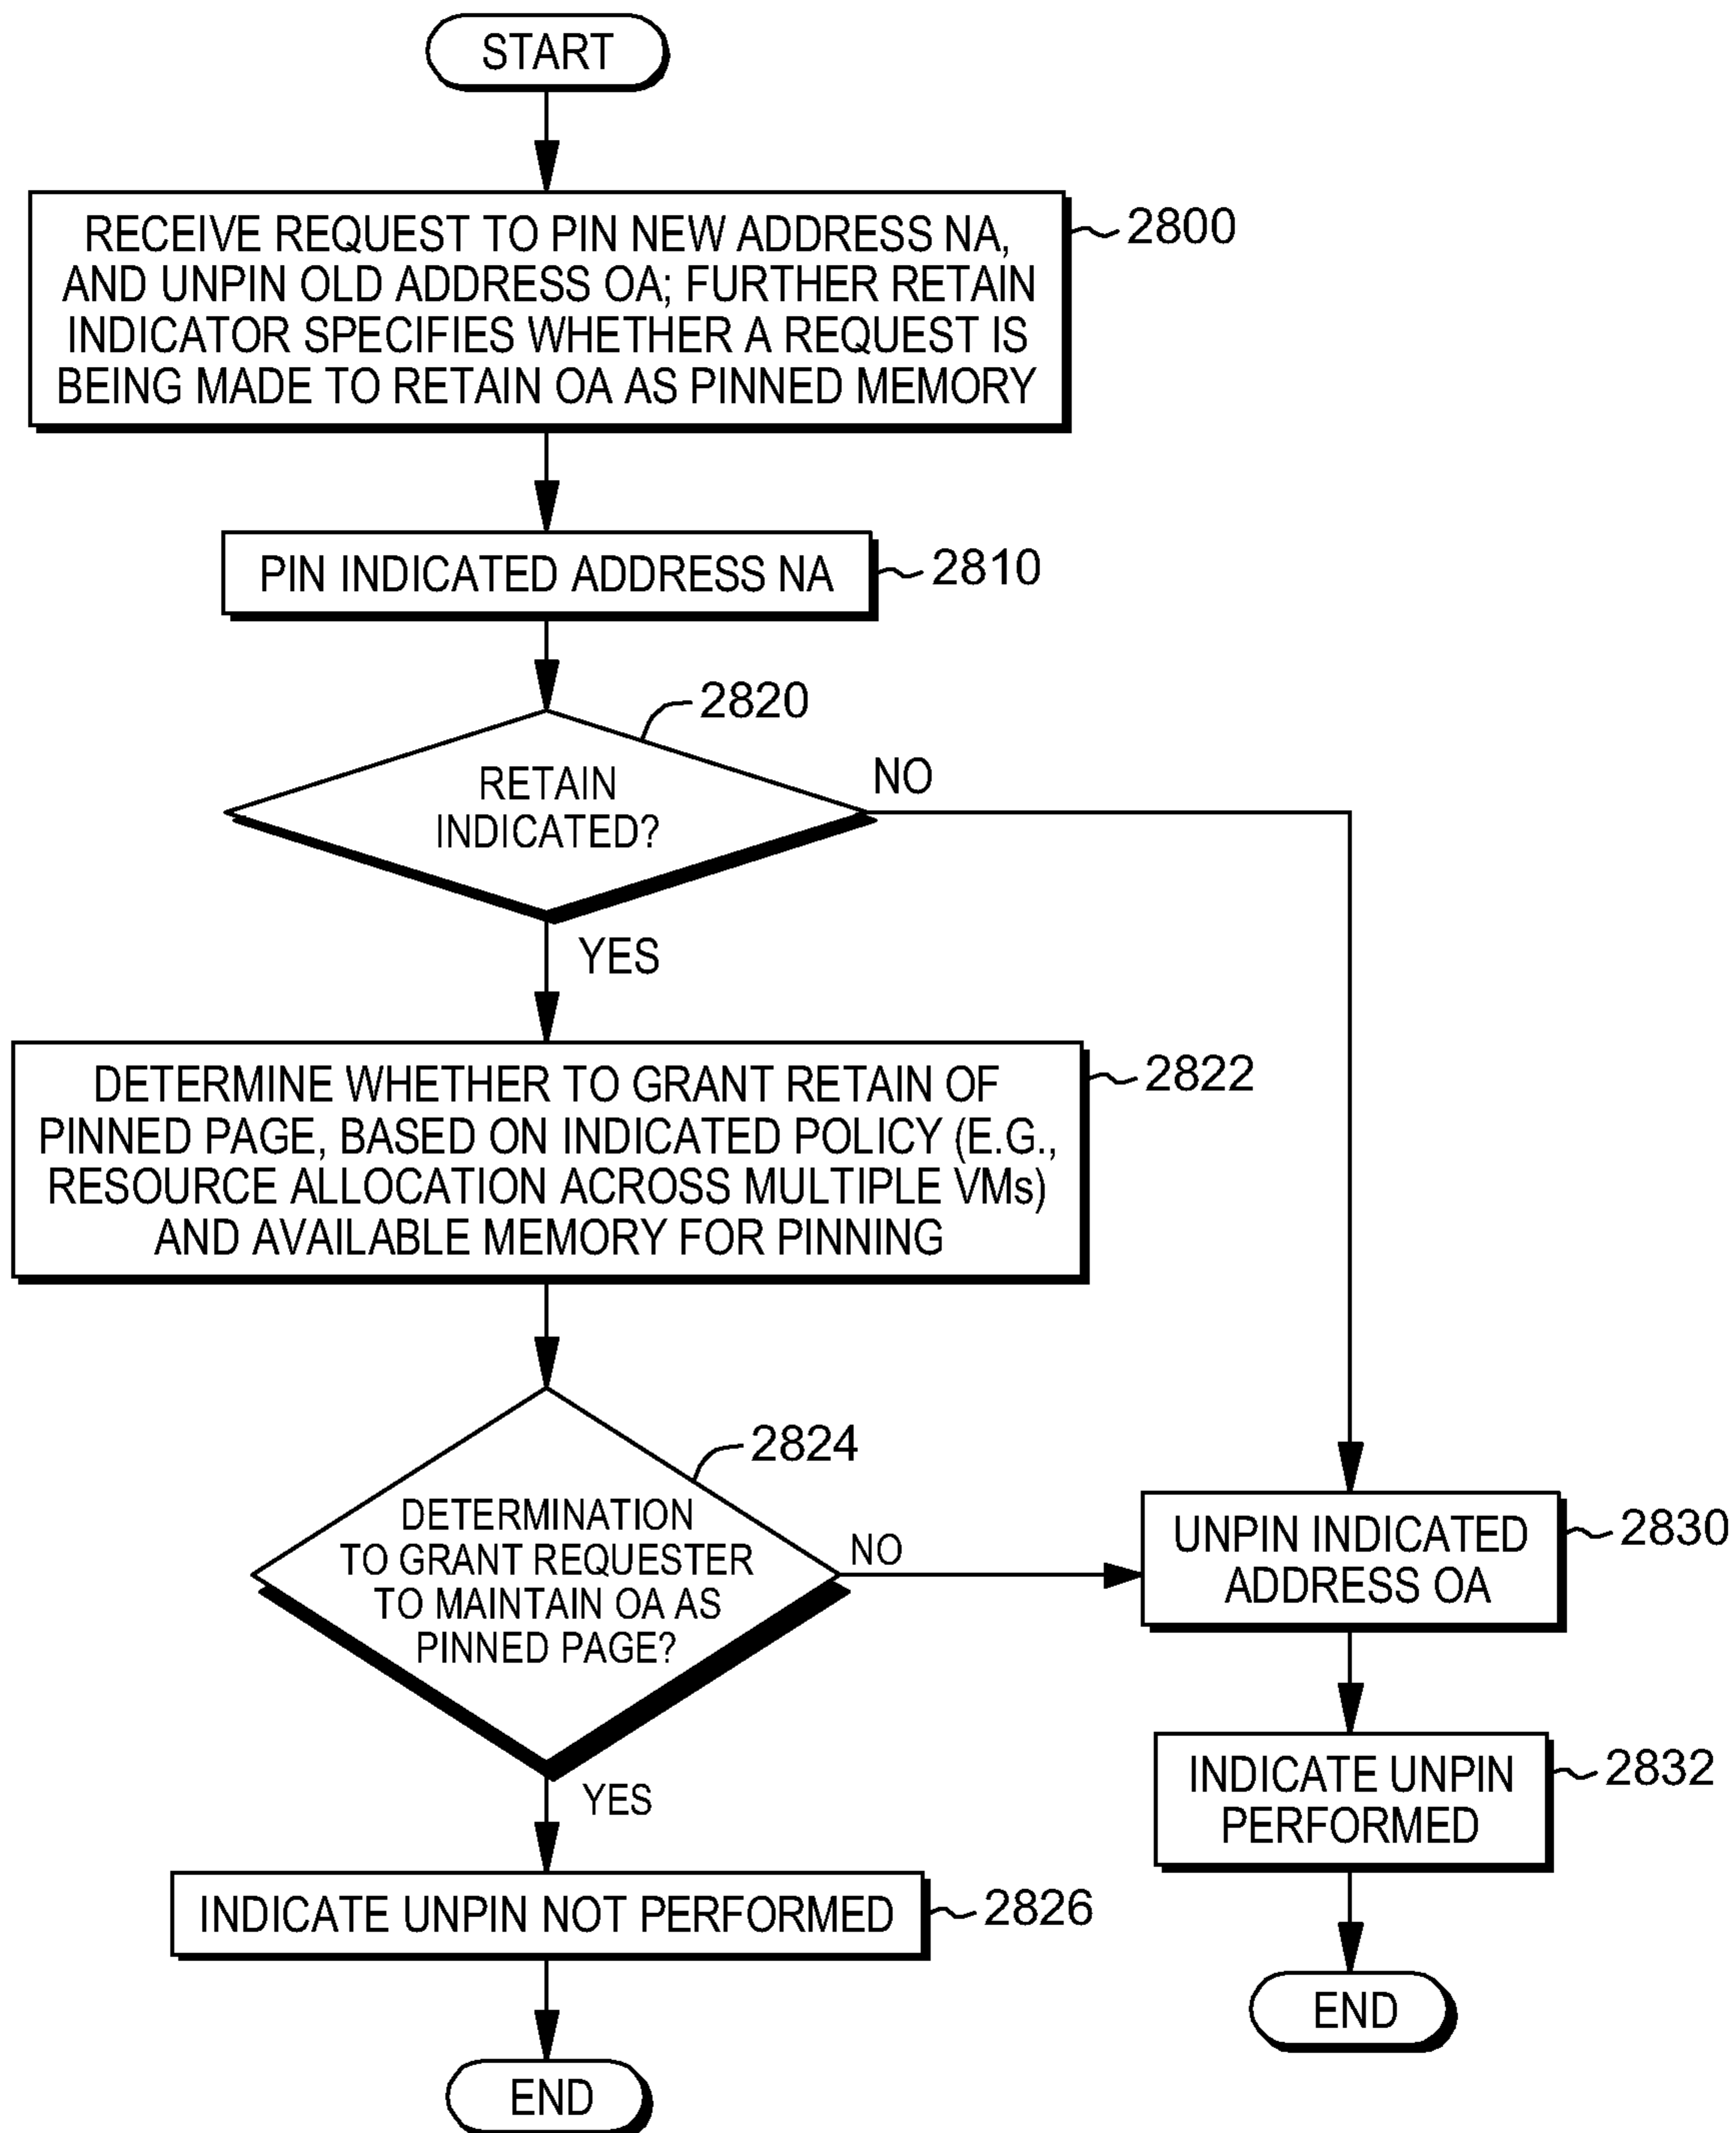 START
RECEIVE REQUEST TO PIN NEW ADDRESS NA,
AND UNPIN OLD ADDRESS OA; FURTHER RETAIN
INDICATOR SPECIFIES WHETHER A REQUEST IS
BEING MADE TO RETAIN OA AS PINNED MEMORY
2800
PIN INDICATED ADDRESS NA
2810
2820
RETAIN
INDICATED?
NO
YES
DETERMINE WHETHER TO GRANT RETAIN OF
PINNED PAGE, BASED ON INDICATED POLICY (E.G.,
RESOURCE ALLOCATION ACROSS MULTIPLE VMs)
AND AVAILABLE MEMORY FOR PINNING
2822
2824
DETERMINATION
TO GRANT REQUESTER
TO MAINTAIN OA AS
PINNED PAGE?
NO
YES
UNPIN INDICATED
ADDRESS OA
2830
INDICATE UNPIN
PERFORMED
2832
INDICATE UNPIN NOT PERFORMED
2826
END
END